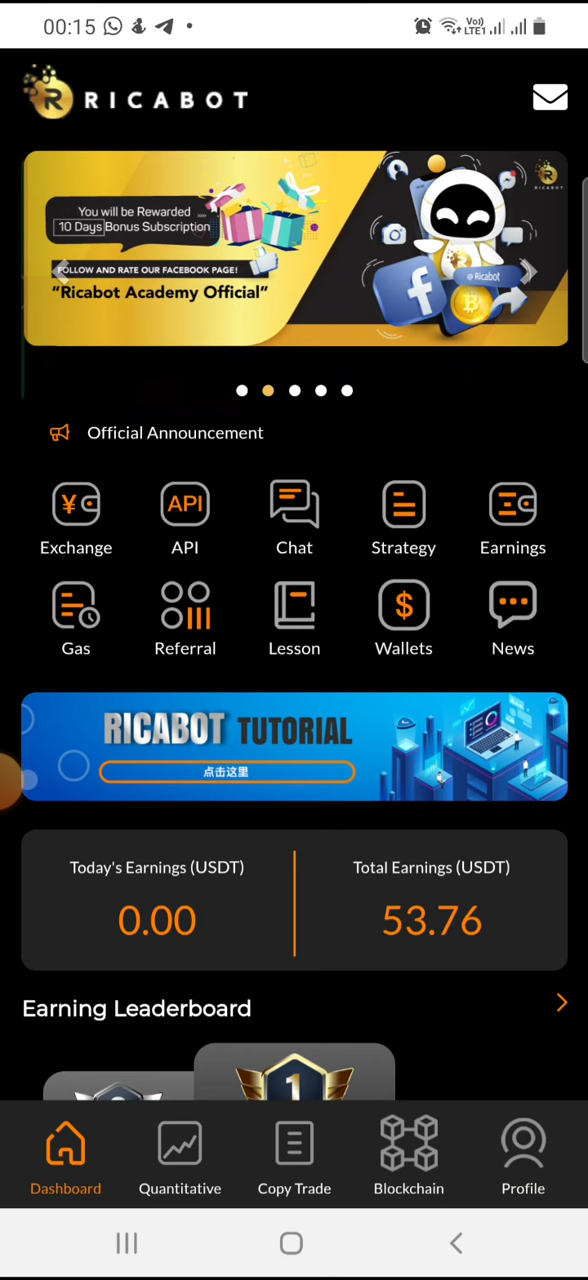 00:15
Vo)
LTE1
RICABOT
RICABOT
You will be Rewarded
10 Days Bonus Subscription
FOLLOW AND RATE OUR FACEBOOK PAGE!
"Ricabot Academy Official"
@ Ricabot
Official Announcement
Exchange API Chat Strategy Earnings
Gas Referral Lesson Wallets News
RICABOT TUTORIAL
点击这里
Today's Earnings (USDT) Total Earnings (USDT)
0.00 53.76
Earning Leaderboard
1
Dashboard Quantitative Copy Trade Blockchain Profile